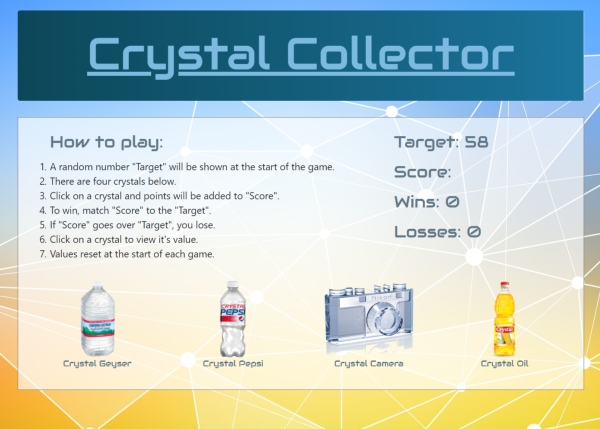 Crystal Collector
How to play:
1. A random number "Target" will be shown at the start of the game.
2. There are four crystals below.
3. Click on a crystal and points will be added to "Score".
4. To win, match "Score" to the "Target".
5. If "Score" goes over "Target", you lose.
6. Click on a crystal to view it's value.
7. Values reset at the start of each game.
Target: 58
Score:
Wins: 0
Losses: 0
CRYSTAL
PEPSI
Nikon
Crystal
Crystal Geyser
Crystal Pepsi
Crystal Camera
Crystal Oil